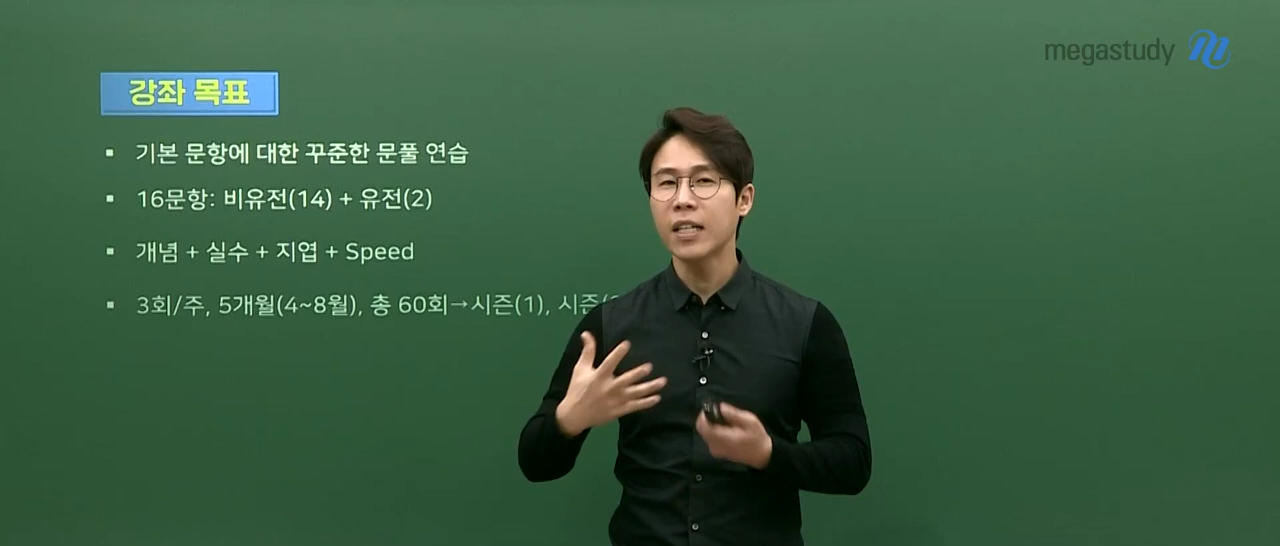 megastudy
강좌 목표
▪ 기본 문항에 대한 꾸준한 문풀 연습
▪ 16문항: 비유전(14) + 유전(2)
▪ 개념 + 실수 + 지엽 + Speed
▪ 3회/주, 5개월(4~8월), 총 60회→시즌(1), 시즌(